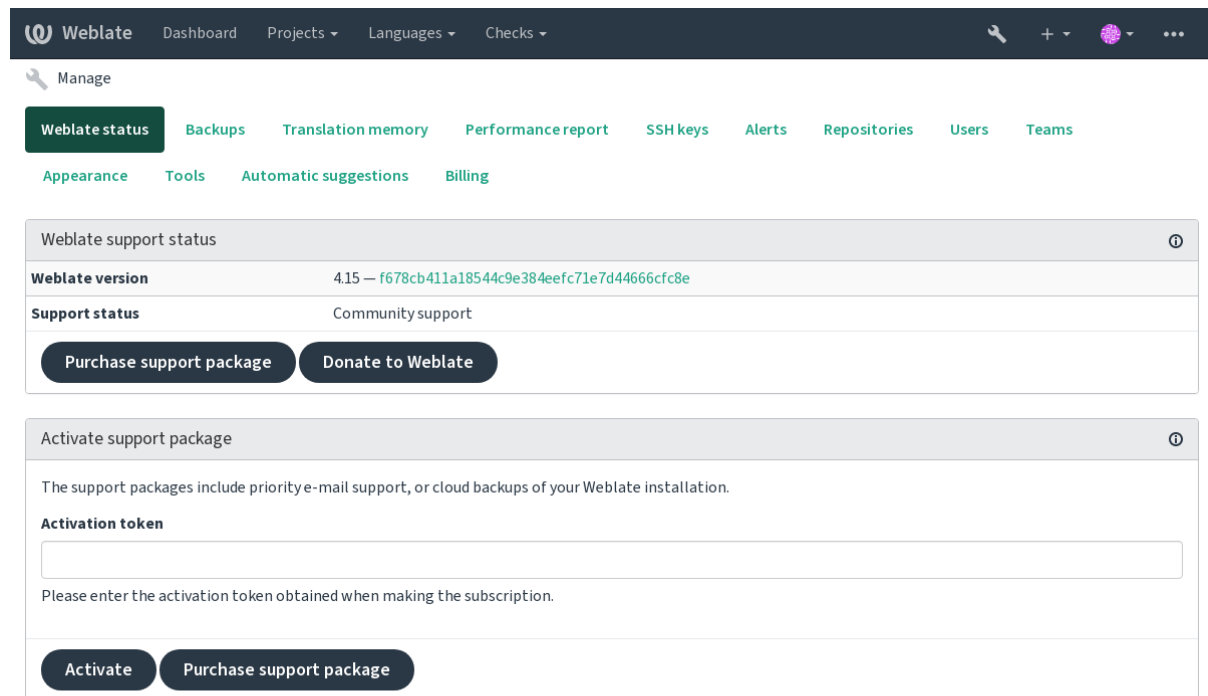 Weblate Dashboard Projects Languages Checks
Manage
Weblate status Backups Translation memory Performance report SSH keys Alerts Repositories Users Teams
Appearance Tools Automatic suggestions Billing
Weblate support status
Weblate version 4.15 — f678cb411a18544c9e384eefc71e7d44666cfc8e
Support status Community support
Purchase support package Donate to Weblate
Activate support package
The support packages include priority e-mail support, or cloud backups of your Weblate installation.
Activation token
Please enter the activation token obtained when making the subscription.
Activate Purchase support package